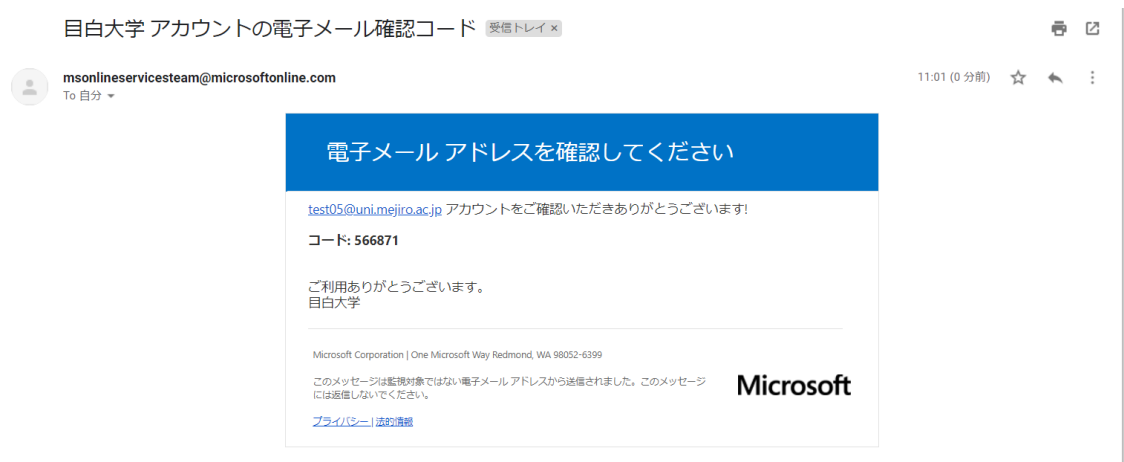 目白大学 アカウントの電子メール確認コード 受信トレイ ×
msonlineservicesteam@microsoftonline.com
11:01 (0 分前)
To 自分
電子メール アドレスを確認してください
test05@uni.mejiro.ac.jp アカウントをご確認いただきありがとうございます!
コード: 566871
ご利用ありがとうございます。
目白大学
Microsoft Corporation | One Microsoft Way Redmond, WA 98052-6399
このメッセージは監視対象ではない電子メール アドレスから送信されました。このメッセージ
には返信しないでください。
Microsoft
プライバシー | 法的情報